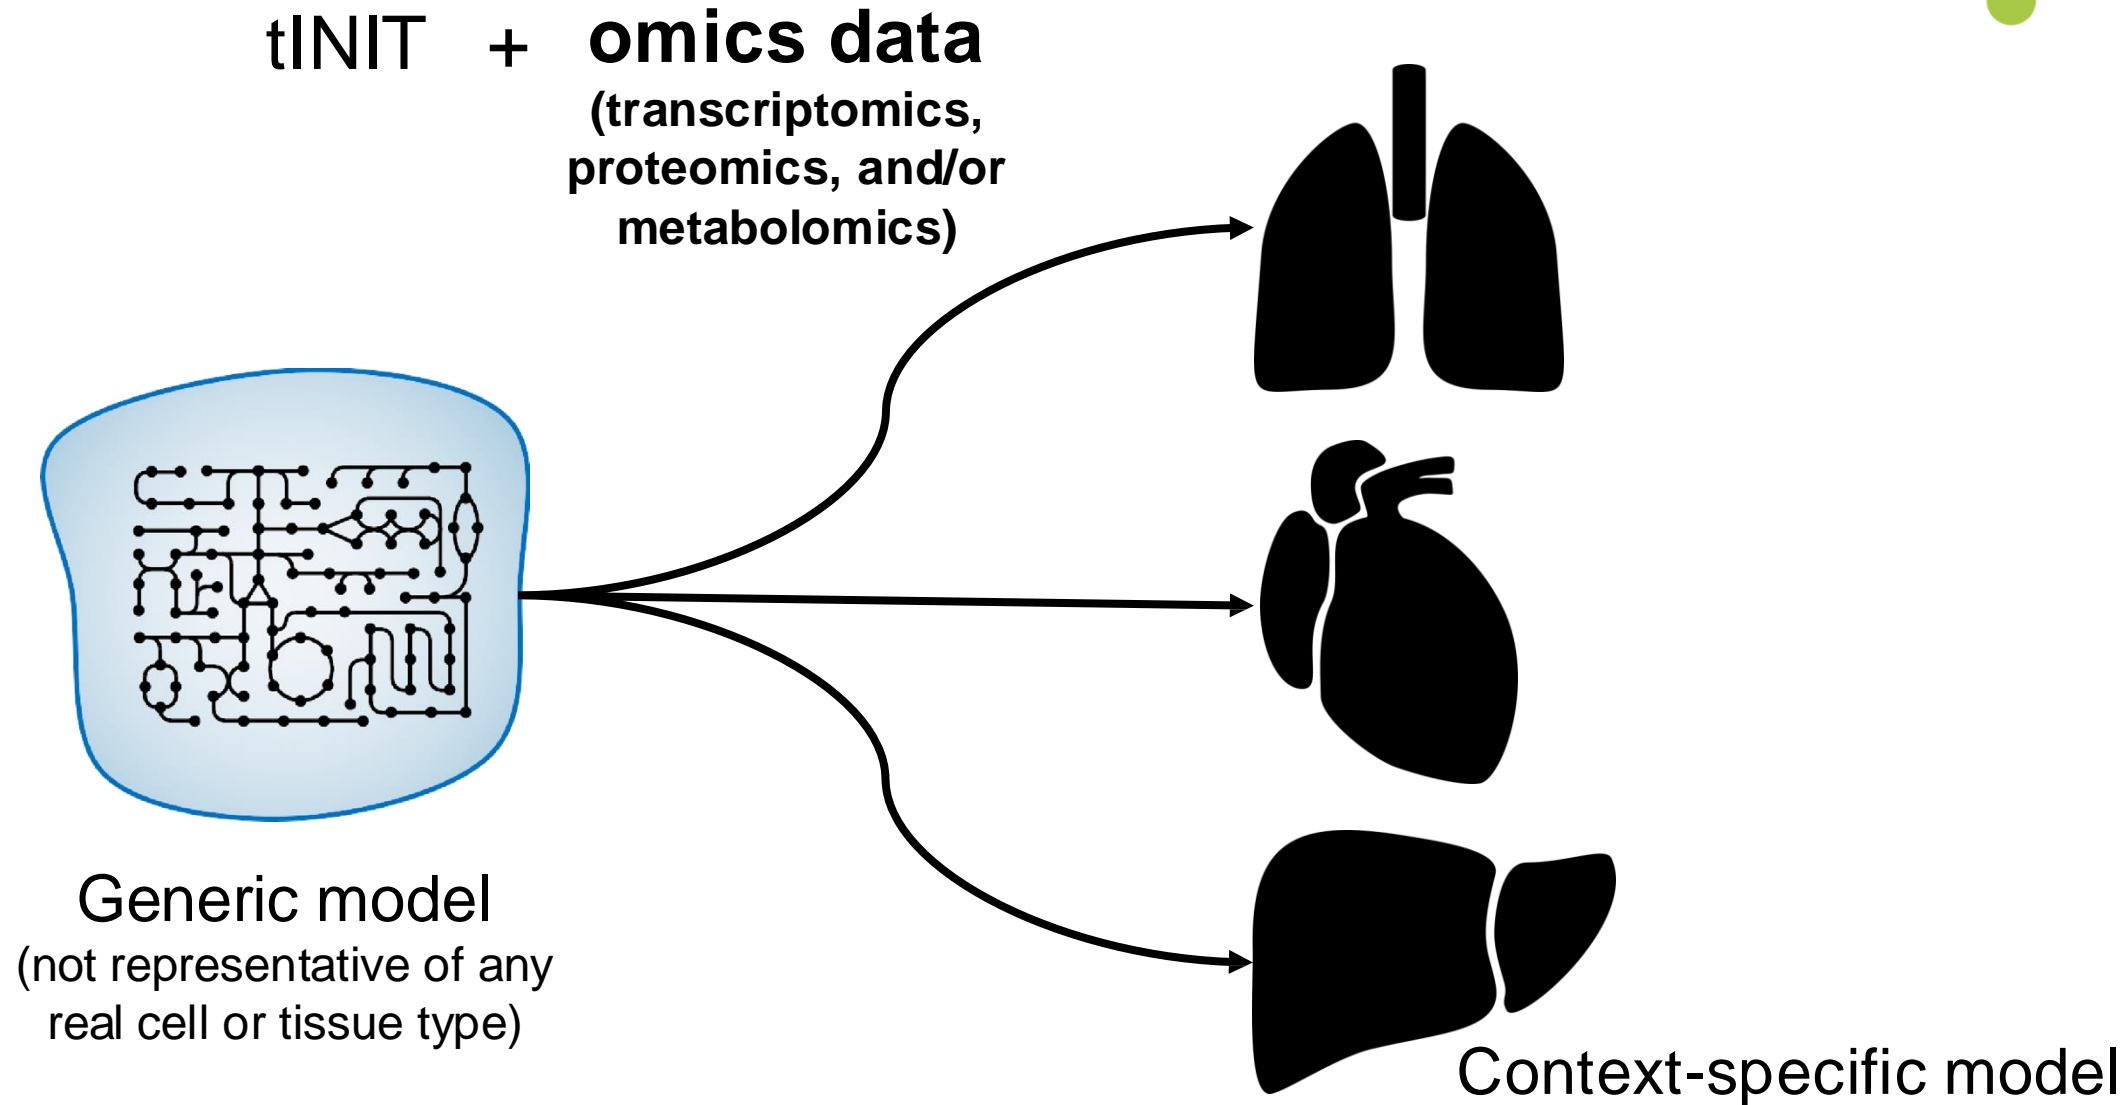 tINIT + omics data
(transcriptomics,
proteomics, and/or
metabolomics)
Generic model
(not representative of any
real cell or tissue type)
Context-specific model